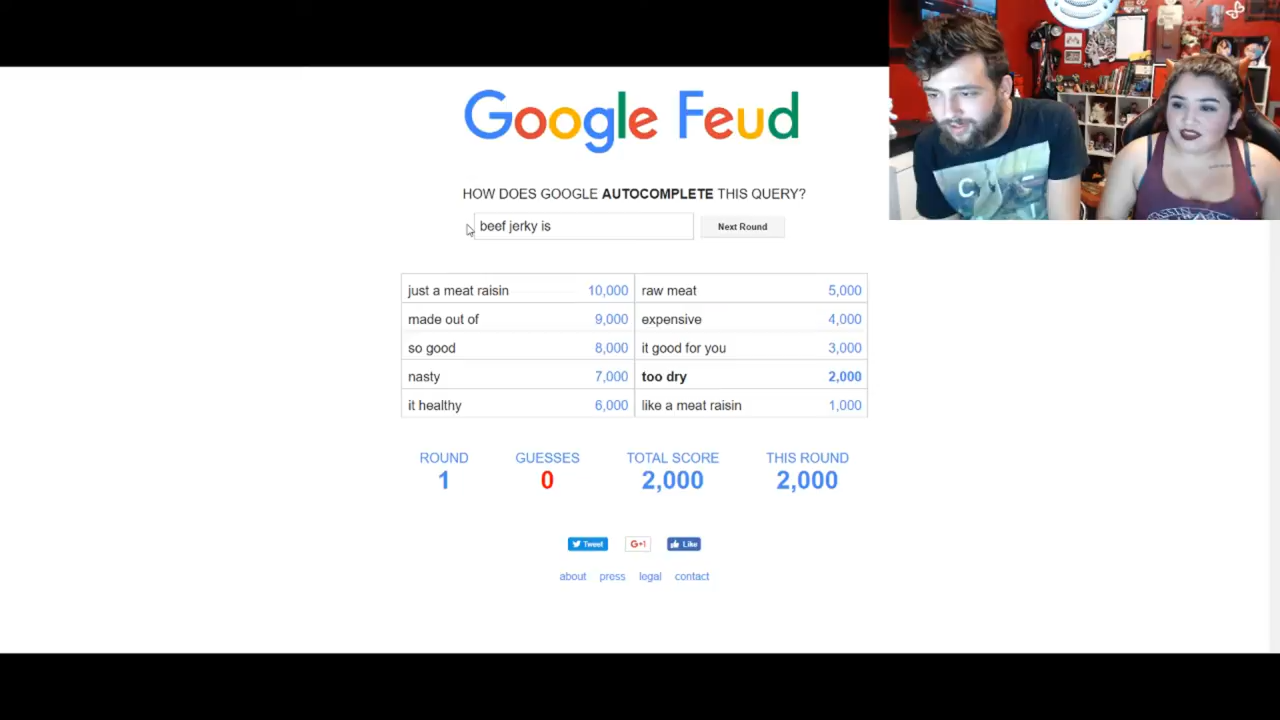 Google Feud
HOW DOES GOOGLE AUTOCOMPLETE THIS QUERY?
beef jerky is
Next Round
just a meat raisin 10,000 raw meat 5,000
made out of 9,000 expensive 4,000
so good 8,000 it good for you 3,000
nasty 7,000 too dry 2,000
it healthy 6,000 like a meat raisin 1,000
ROUND GUESSES TOTAL SCORE THIS ROUND
1 0 2,000 2,000
Tweet G+1 Like
about press legal contact